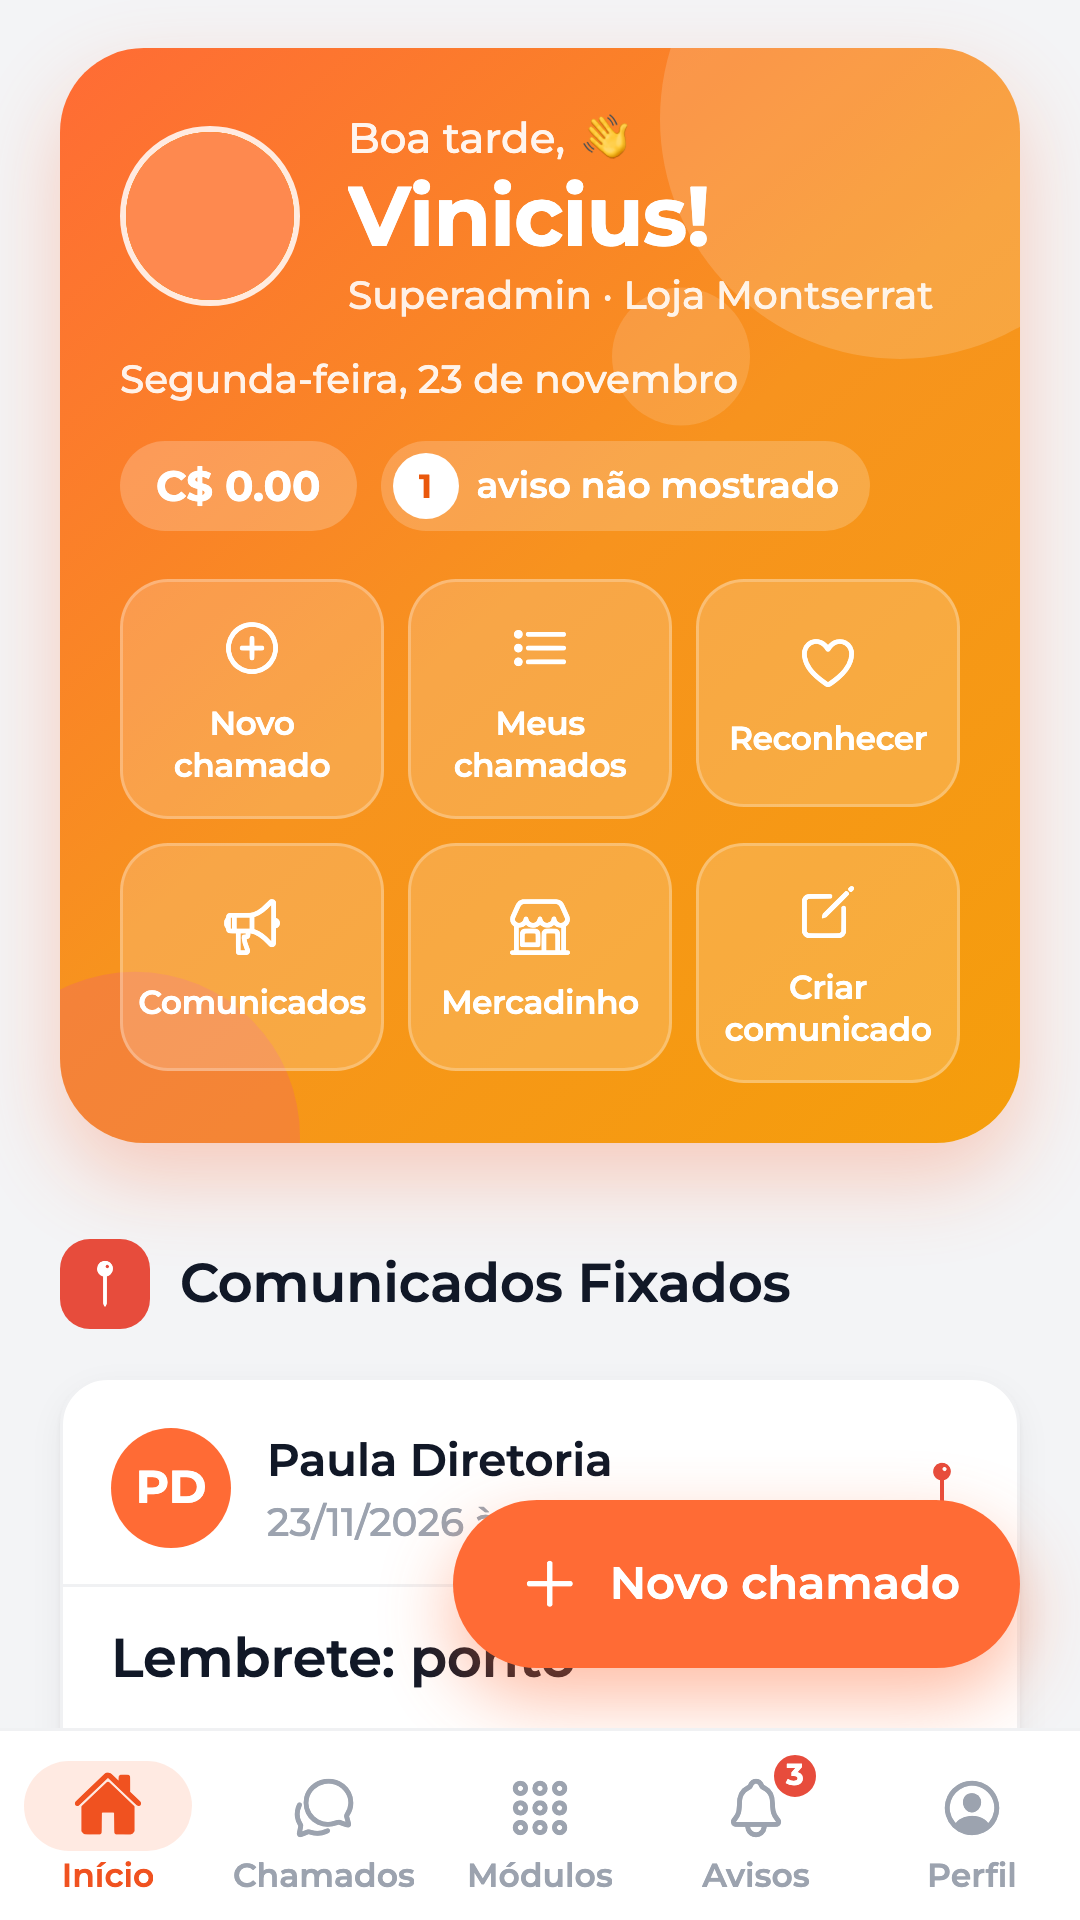 Boa tarde, 👋
Vinicius!
Superadmin · Loja Montserrat
Segunda-feira, 23 de novembro
C$ 0.00
1 aviso não mostrado
Novo
chamado
Meus
chamados
Reconhecer
Comunicados
Mercadinho
Criar
comunicado
Comunicados Fixados
PD
Paula Diretoria
23/11/2026
Novo chamado
Lembrete: ponto
3
Início
Chamados
Módulos
Avisos
Perfil